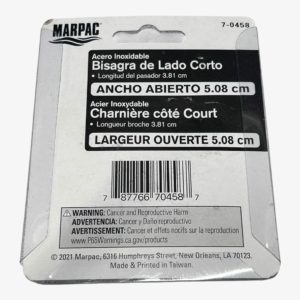 MARPAC
7-0458
Acero Inoxidable
Bisagra de Lado Corto
• Longitud del pasador 3.81 cm
ANCHO ABIERTO 5.08 cm
Acier Inoxydable
Charnière côté Court
• Longueur broche 3.81 cm
LARGEUR OUVERTE 5.08 cm
7 87766 70458 7
WARNING: Cancer and Reproductive Harm
ADVERTENCIA: Cáncer y Daño Reproductivo
AVERTISSEMENT: Cancer et effets nocifs sur la reproduction
www.P65Warnings.ca.gov/products
© 2021 Marpac, 6316 Humphreys Street, New Orleans, LA 70123.
Made and Printed in Taiwan.